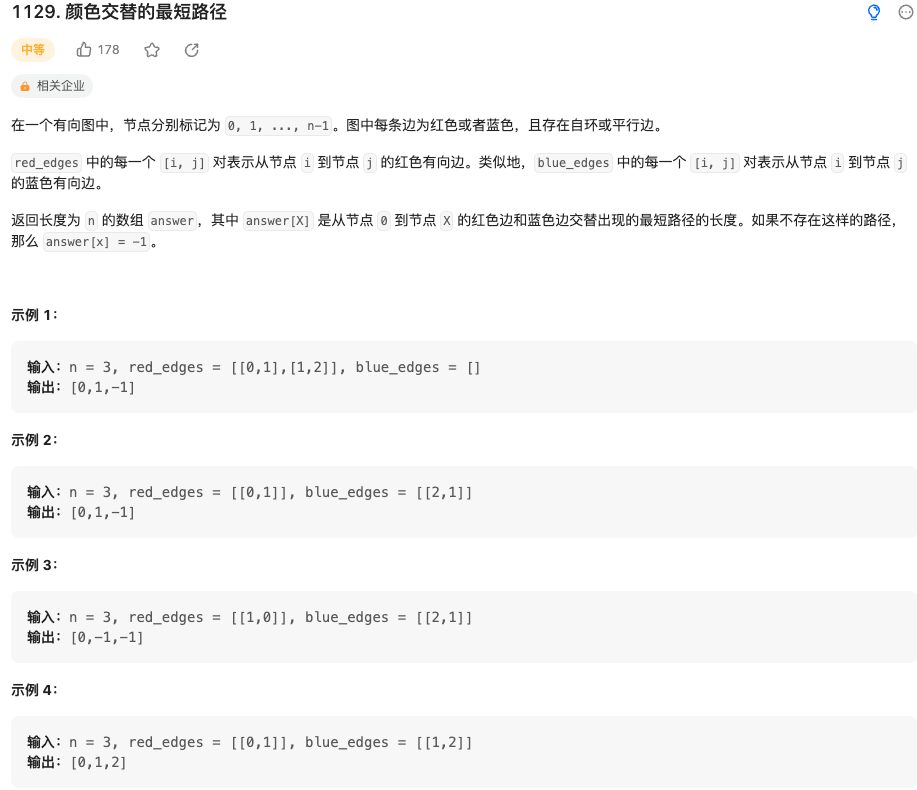 1129. 颜色交替的最短路径
中等 178
相关企业
在一个有向图中，节点分别标记为 0, 1, ..., n-1。图中每条边为红色或者蓝色，且存在自环或平行边。
red_edges 中的每一个 [i, j] 对表示从节点 i 到节点 j 的红色有向边。类似地，blue_edges 中的每一个 [i, j] 对表示从节点 i 到节点 j
的蓝色有向边。
返回长度为 n 的数组 answer，其中 answer[X] 是从节点 0 到节点 X 的红色边和蓝色边交替出现的最短路径的长度。如果不存在这样的路径，
那么 answer[x] = -1。
示例 1：
输入：n = 3, red_edges = [[0,1],[1,2]], blue_edges = []
输出：[0,1,-1]
示例 2：
输入：n = 3, red_edges = [[0,1]], blue_edges = [[2,1]]
输出：[0,1,-1]
示例 3：
输入：n = 3, red_edges = [[1,0]], blue_edges = [[2,1]]
输出：[0,-1,-1]
示例 4：
输入：n = 3, red_edges = [[0,1]], blue_edges = [[1,2]]
输出：[0,1,2]